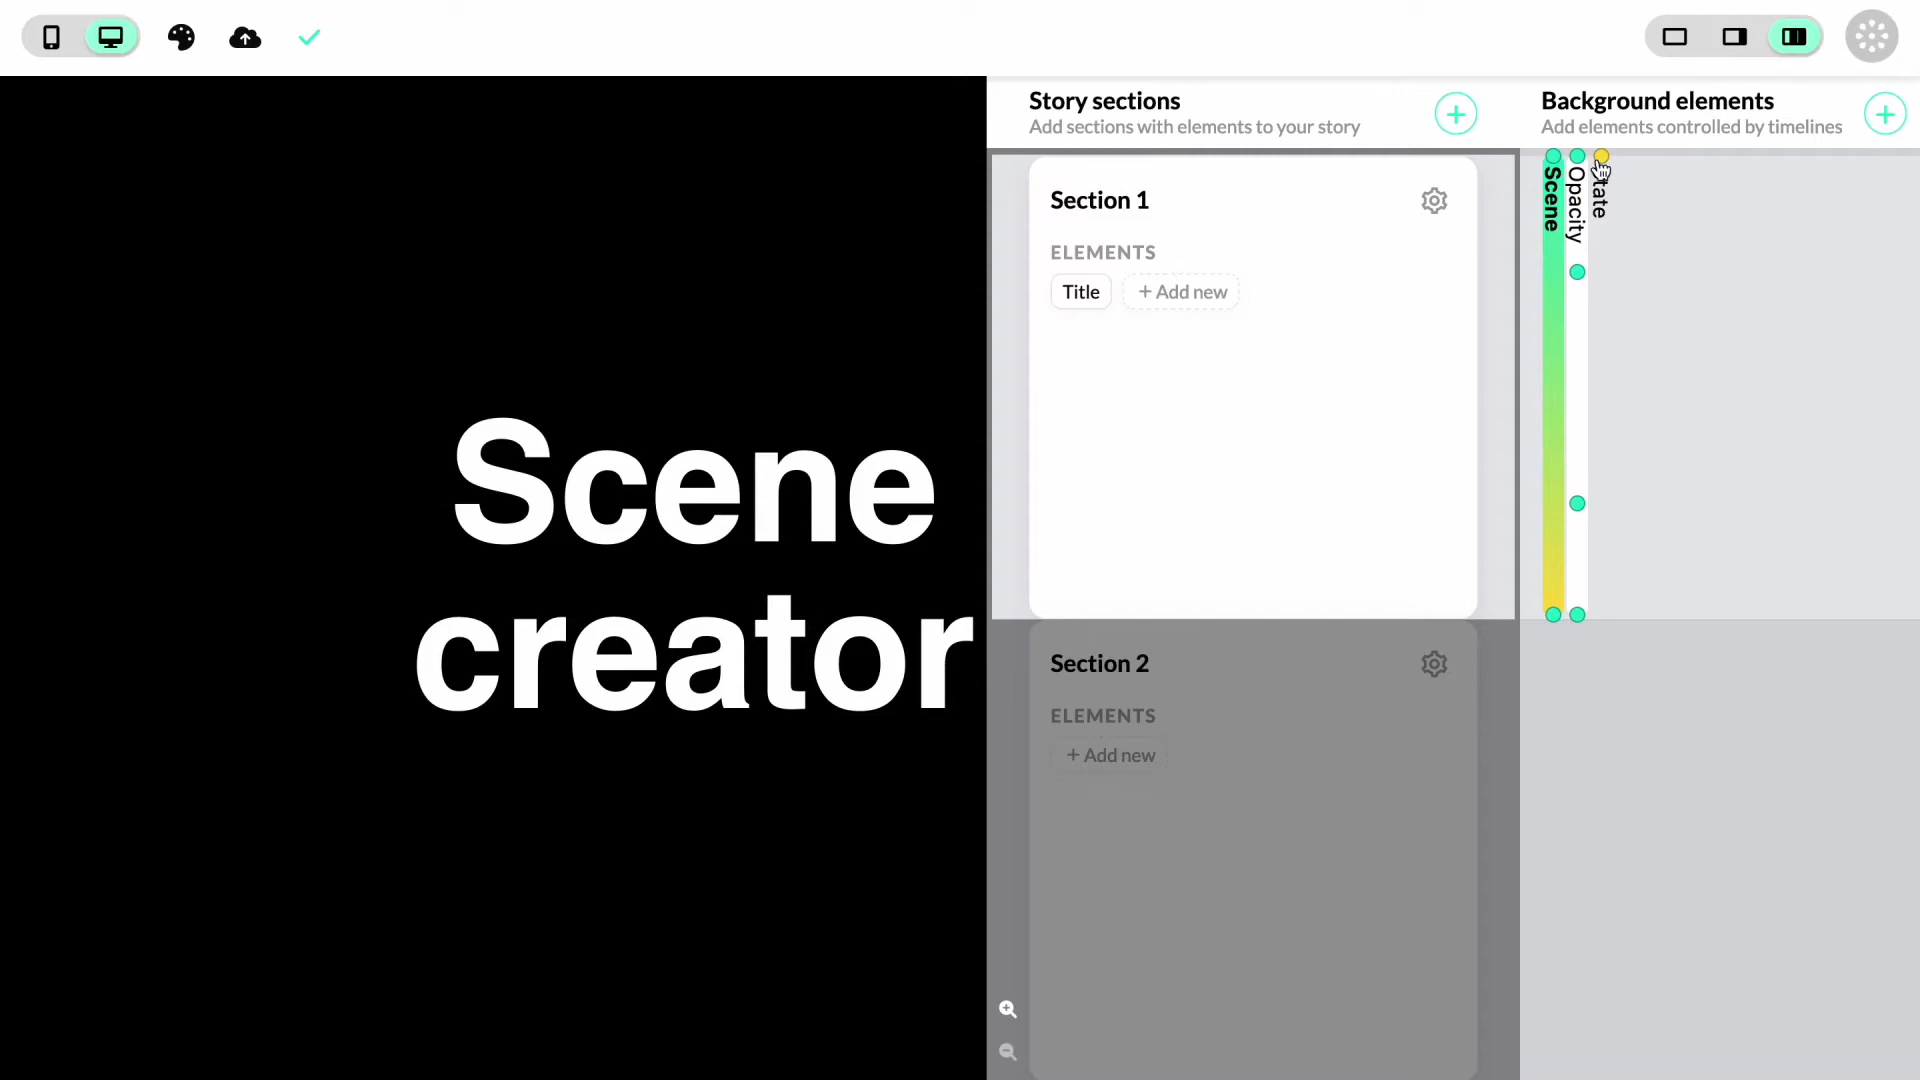 Story sections
Add sections with elements to your story
Background elements
Add elements controlled by timelines
Scene
creator
Section 1
ELEMENTS
Title
+ Add new
Section 2
ELEMENTS
+ Add new
Scene
Opacity